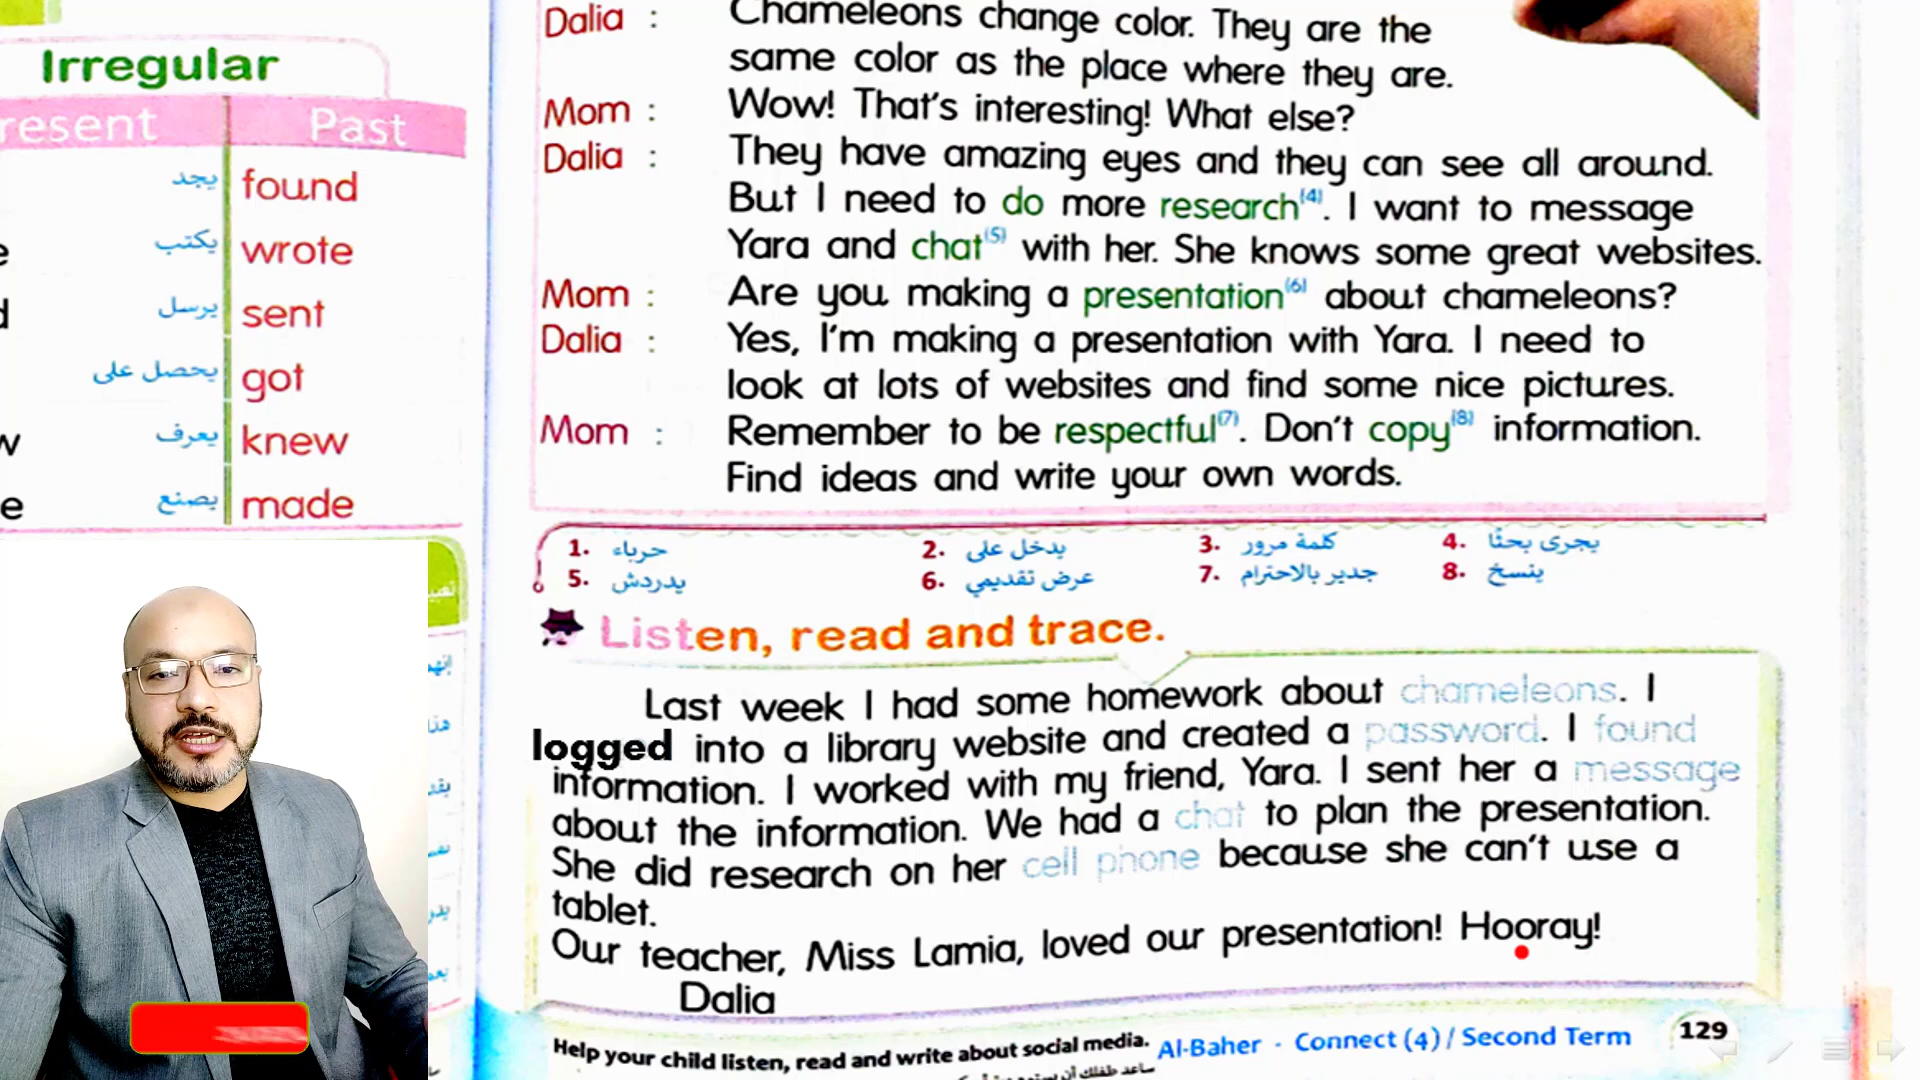 Irregular
resent Past
يجد found
e يكتب wrote
d يرسل sent
يحصل على got
w يعرف knew
e يصنع made
Dalia : Chameleons change color. They are the
same color as the place where they are.
Mom : Wow! That's interesting! What else?
Dalia : They have amazing eyes and they can see all around.
But I need to do more research(4). I want to message
Yara and chat(5) with her. She knows some great websites.
Mom : Are you making a presentation(6) about chameleons?
Dalia : Yes, I'm making a presentation with Yara. I need to
look at lots of websites and find some nice pictures.
Mom : Remember to be respectful(7). Don't copy(8) information.
Find ideas and write your own words.
1. حرباء 2. يدخل على 3. كلمة مرور 4. يجرى بحثًا
5. يدردش 6. عرض تقديمي 7. جدير بالاحترام 8. ينسخ
Listen, read and trace.
Last week I had some homework about chameleons. I
logged into a library website and created a password. I found
information. I worked with my friend, Yara. I sent her a message
about the information. We had a chat to plan the presentation.
She did research on her cell phone because she can't use a
tablet.
Our teacher, Miss Lamia, loved our presentation! Hooray!
Dalia
Help your child listen, read and write about social media. Al-Baher - Connect (4) / Second Term 129